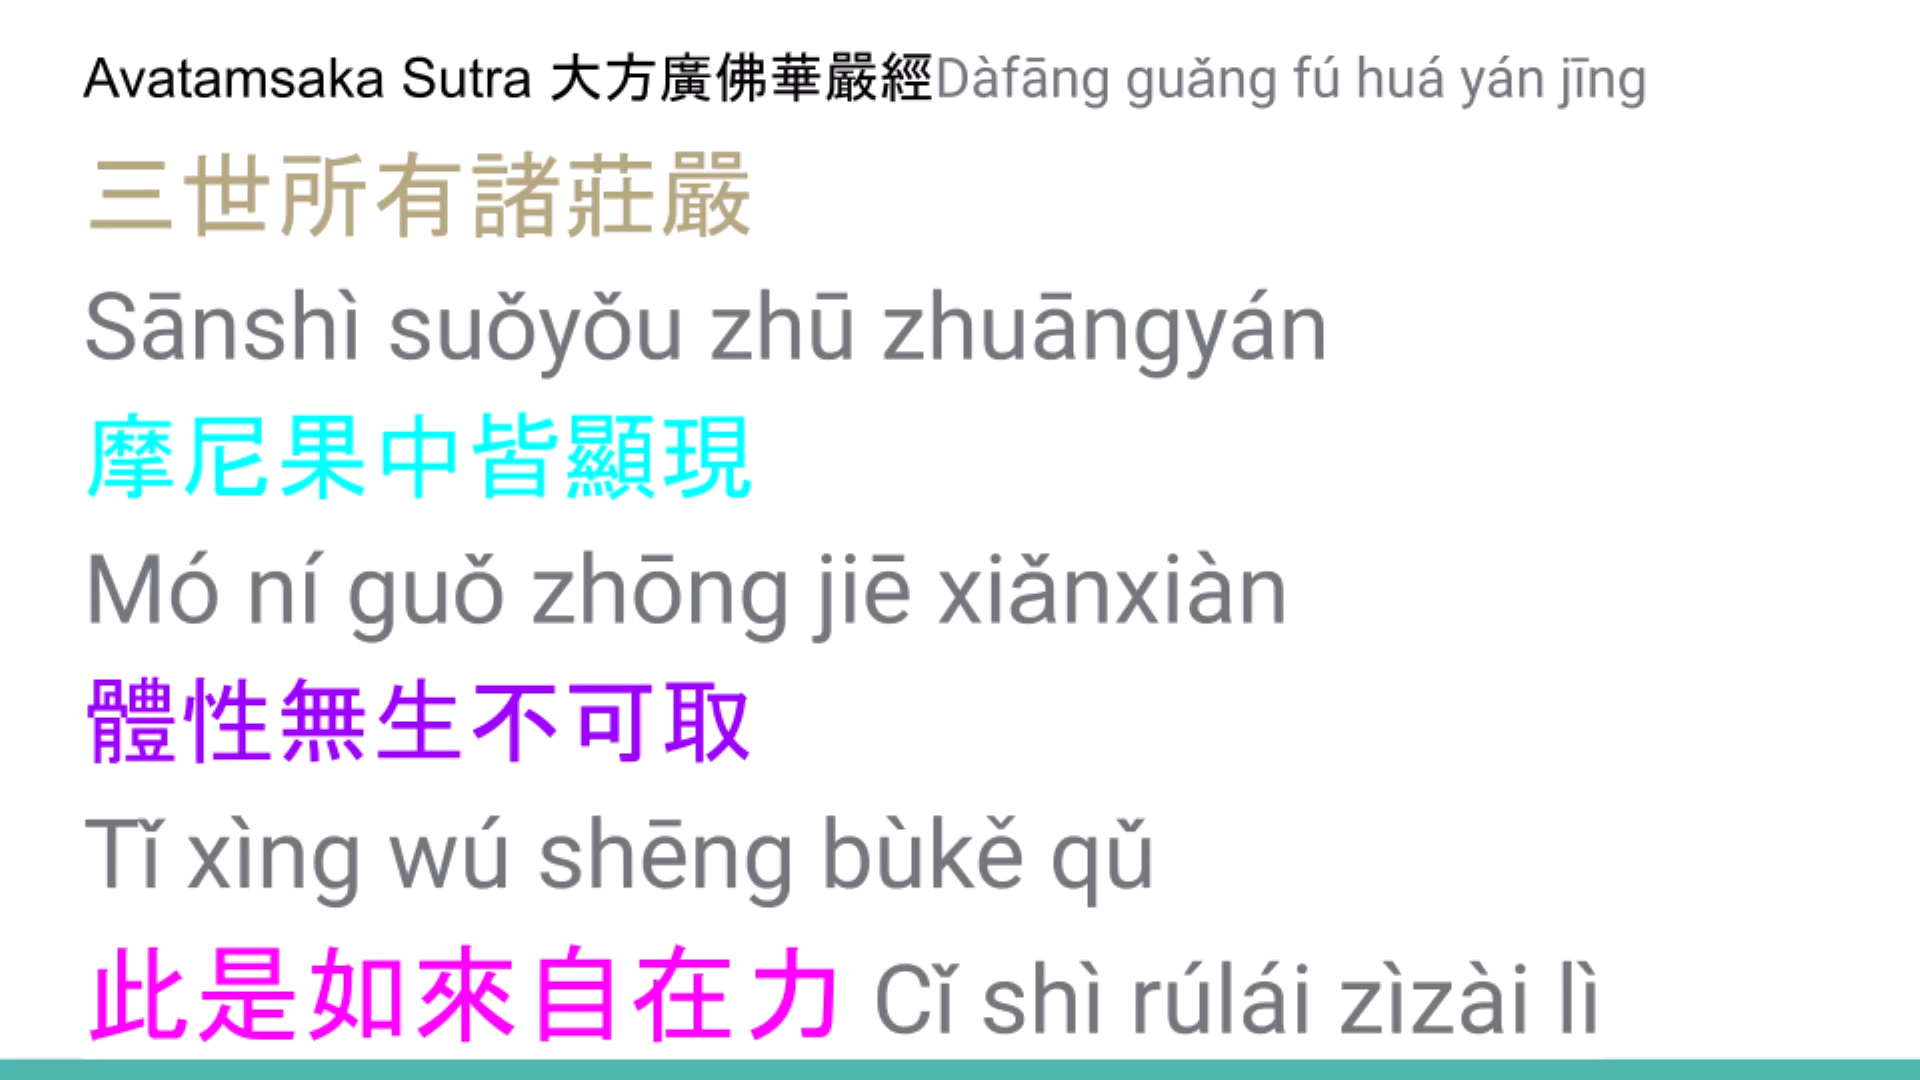 Avatamsaka Sutra 大方廣佛華嚴經Dàfāng guǎng fú huá yán jīng
三世所有諸莊嚴
Sānshì suǒyǒu zhū zhuāngyán
摩尼果中皆顯現
Mó ní guǒ zhōng jiē xiǎnxiàn
體性無生不可取
Tǐ xìng wú shēng bùkě qǔ
此是如來自在力 Cǐ shì rúlái zìzài lì